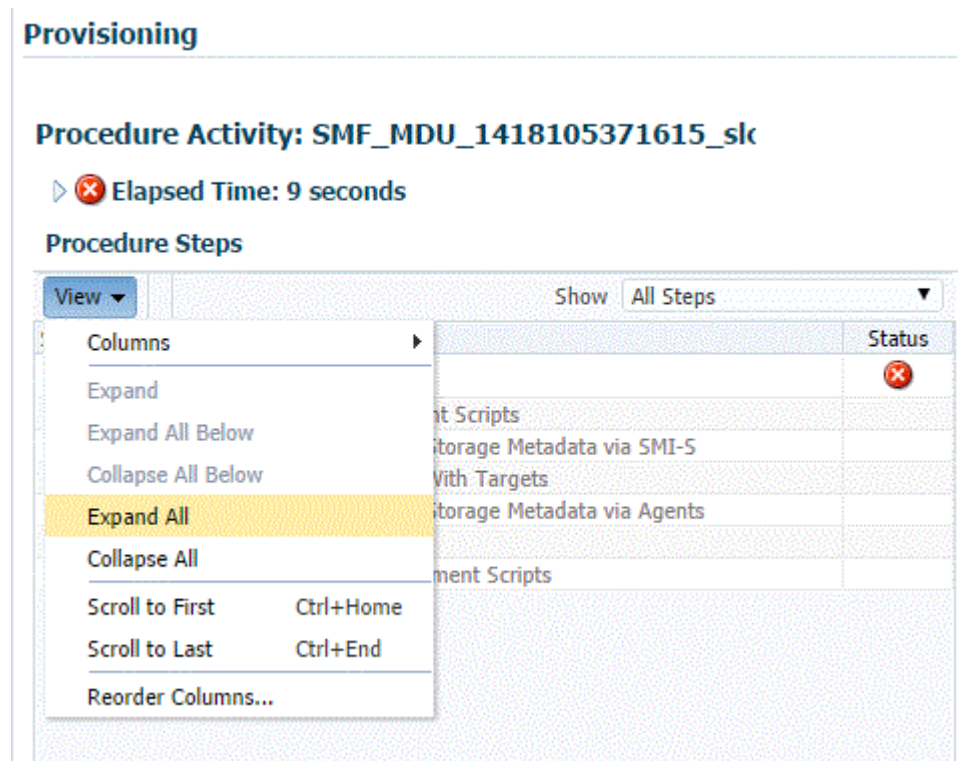 Provisioning
Procedure Activity: SMF_MDU_1418105371615_slc
Elapsed Time: 9 seconds
Procedure Steps
View
Show All Steps
Columns
Status
Expand
Scripts
Expand All Below
Storage Metadata via SMI-S
Collapse All Below
With Targets
Expand All
Storage Metadata via Agents
Collapse All
Scripts
Scroll to First Ctrl+Home
Scroll to Last Ctrl+End
Reorder Columns...